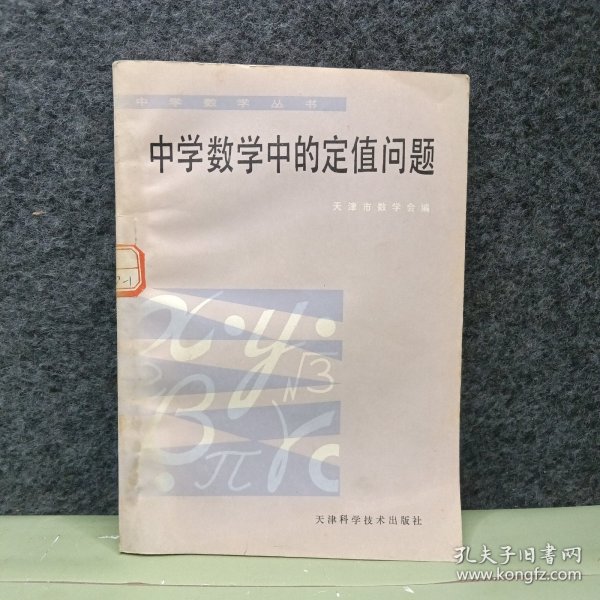 中学数学丛书
中学数学中的定值问题
天津市数学会编
x·y·
√3
β
π
天津科学技术出版社
孔夫子旧书网
www.kongfz.com